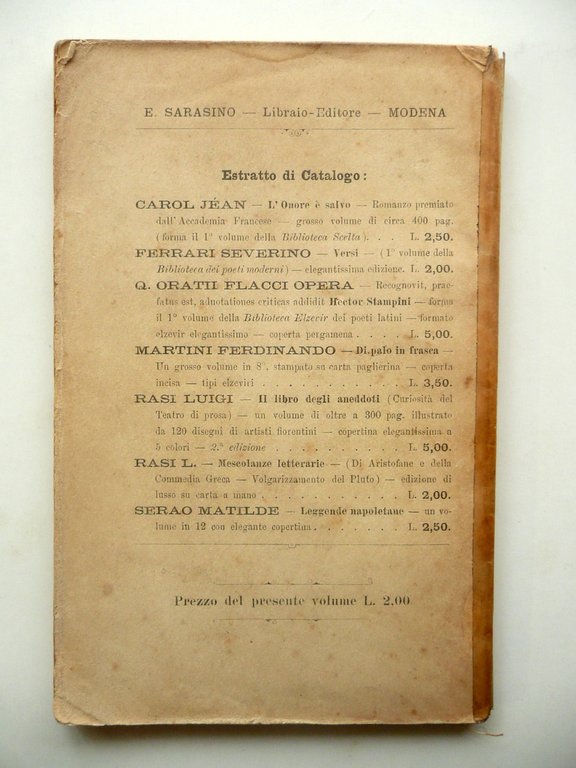 E. SARASINO — Libraio-Editore — MODENA
Estratto di Catalogo:
CAROL JÉAN — L'Onore è salvo — Romanzo premiato
dall'Accademia Francese — grosso volume di circa 400 pag.
(forma il 1° volume della Biblioteca Scelta). . . L. 2,50.
FERRARI SEVERINO — Versi — (1° volume della
Biblioteca dei poeti moderni) — elegantissima edizione. L. 2,00.
Q. ORATII FLACCI OPERA — Recognovit, prae-
fatus est, adnotationes criticas addidit Hector Stampini — forma
il 1° volume della Biblioteca Elzevir dei poeti latini — formato
elzevir elegantissimo — coperta pergamena . . . L. 5,00.
MARTINI FERDINANDO — Di palo in frasca —
Un grosso volume in 8°, stampato su carta paglierina — coperta
incisa — tipi elzeviri . . . . . . . . . . . L. 3,50.
RASI LUIGI — Il libro degli aneddoti (Curiosità del
Teatro di prosa) — un volume di oltre a 300 pag. illustrato
da 120 disegni di artisti fiorentini — copertina elegantissima a
5 colori — 2.ª edizione . . . . . . . . . L. 5,00.
RASI L. — Mescolanze letterarie — (Di Aristofane e della
Commedia Greca — Volgarizzamento del Pluto) — edizione di
lusso su carta a mano . . . . . . . . . . L. 2,00.
SERAO MATILDE — Leggende napoletane — un vo-
lume in 12 con elegante copertina . . . . . . . L. 2,50.
Prezzo del presente volume L. 2,00